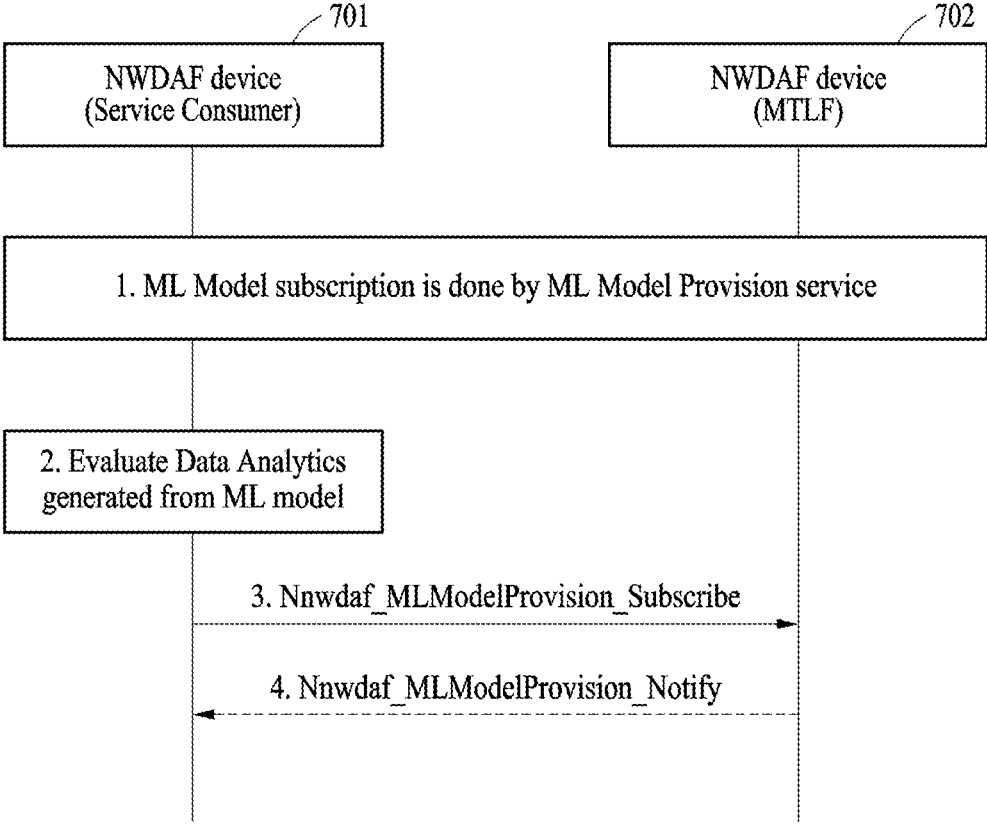 701
702
NWDAF device
(Service Consumer)
NWDAF device
(MTLF)
1. ML Model subscription is done by ML Model Provision service
2. Evaluate Data Analytics
generated from ML model
3. Nnwdaf_MLModelProvision_Subscribe
4. Nnwdaf_MLModelProvision_Notify